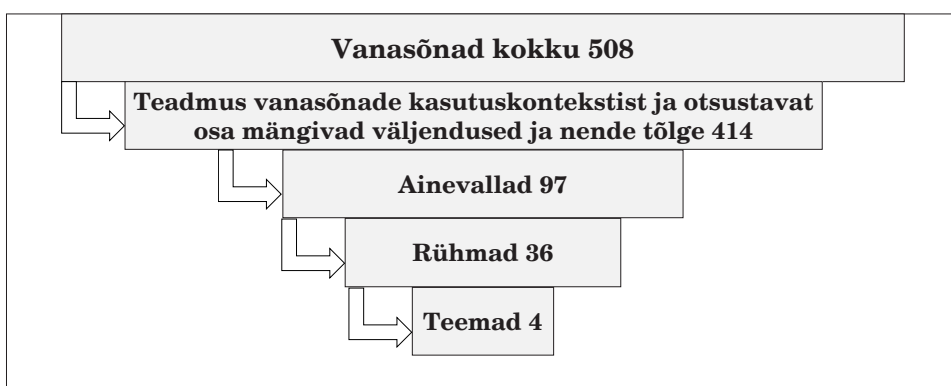 Vanasõnad kokku 508
Teadmus vanasõnade kasutuskontekstist ja otsustavat
osa mängivad väljendused ja nende tõlge 414
Ainevallad 97
Rühmad 36
Teemad 4